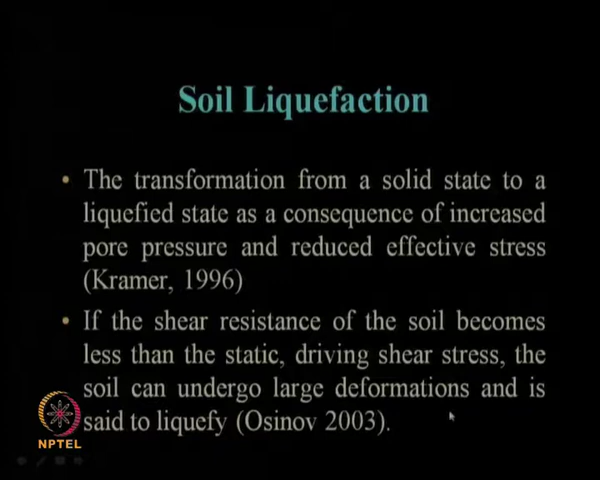 Soil Liquefaction
• The transformation from a solid state to a
liquefied state as a consequence of increased
pore pressure and reduced effective stress
(Kramer, 1996)
• If the shear resistance of the soil becomes
less than the static, driving shear stress, the
soil can undergo large deformations and is
said to liquefy (Osinov 2003).
NPTEL